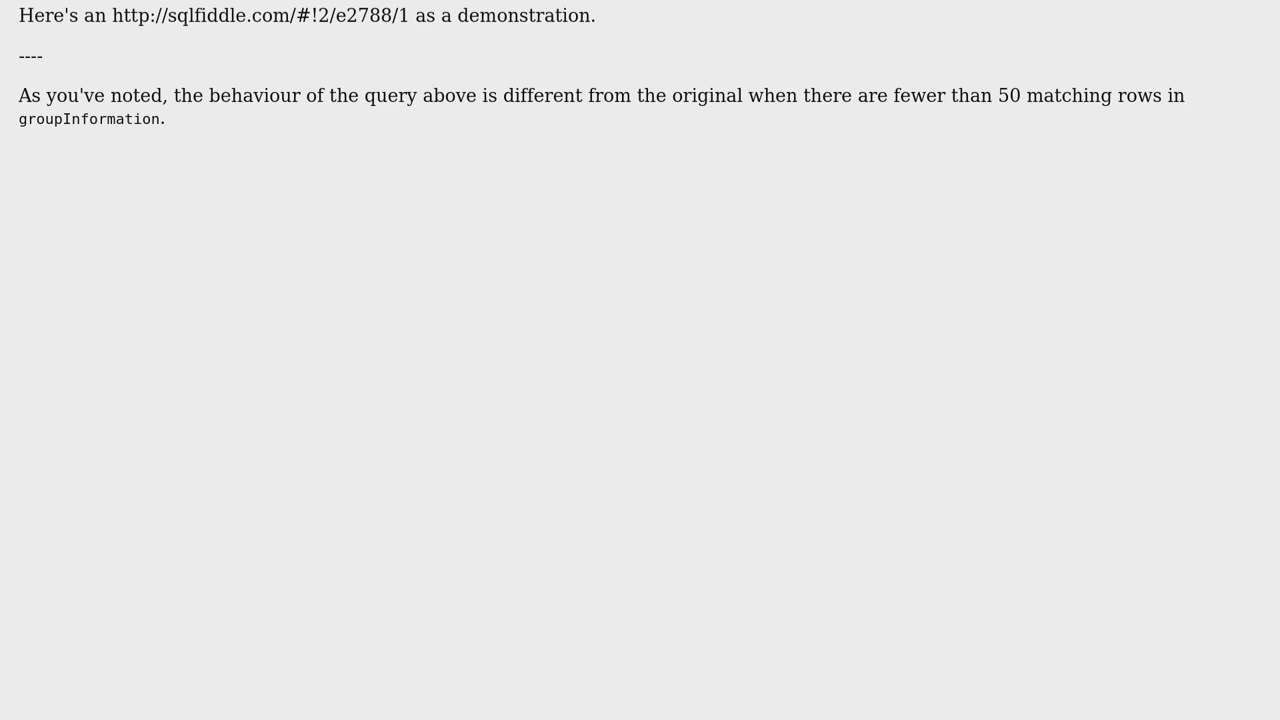 Here's an http://sqlfiddle.com/#!2/e2788/1 as a demonstration.
----
As you've noted, the behaviour of the query above is different from the original when there are fewer than 50 matching rows in
groupInformation.